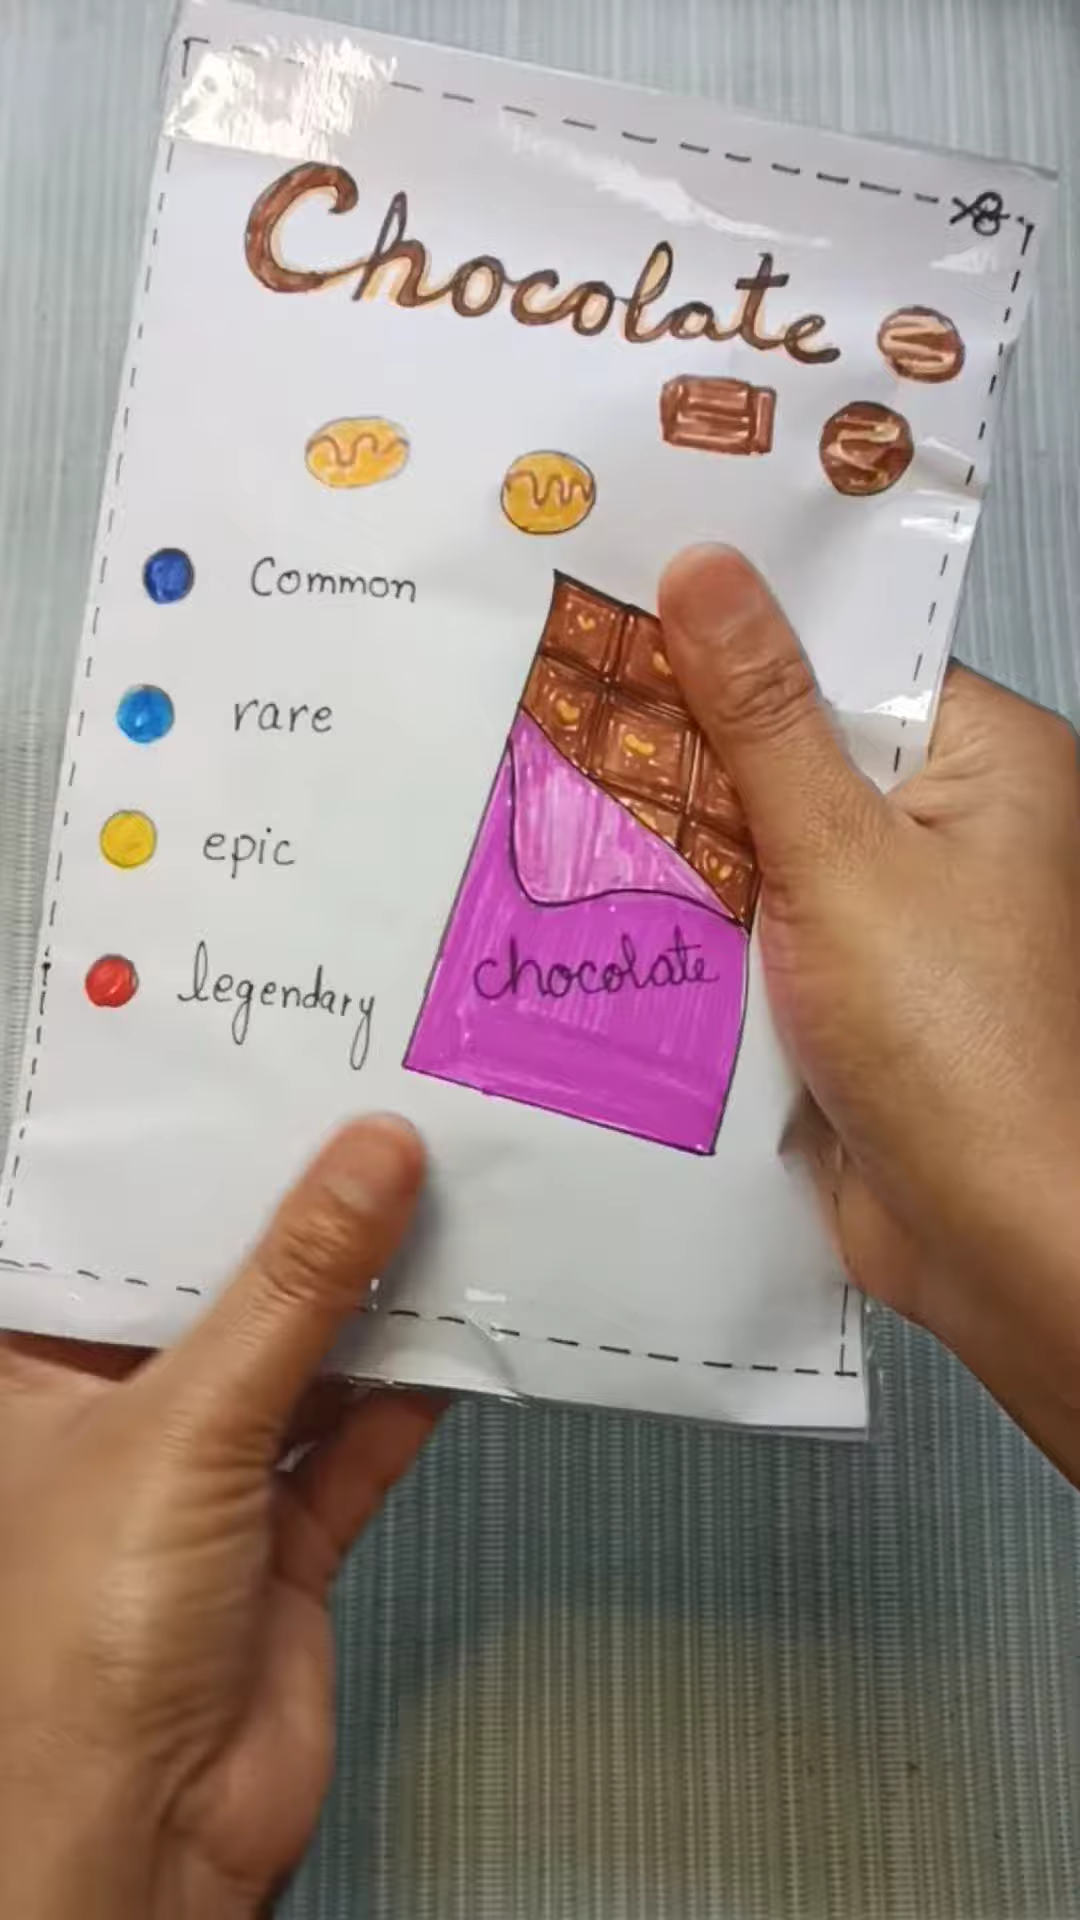 Chocolate
Common
rare
epic
legendary
chocolate